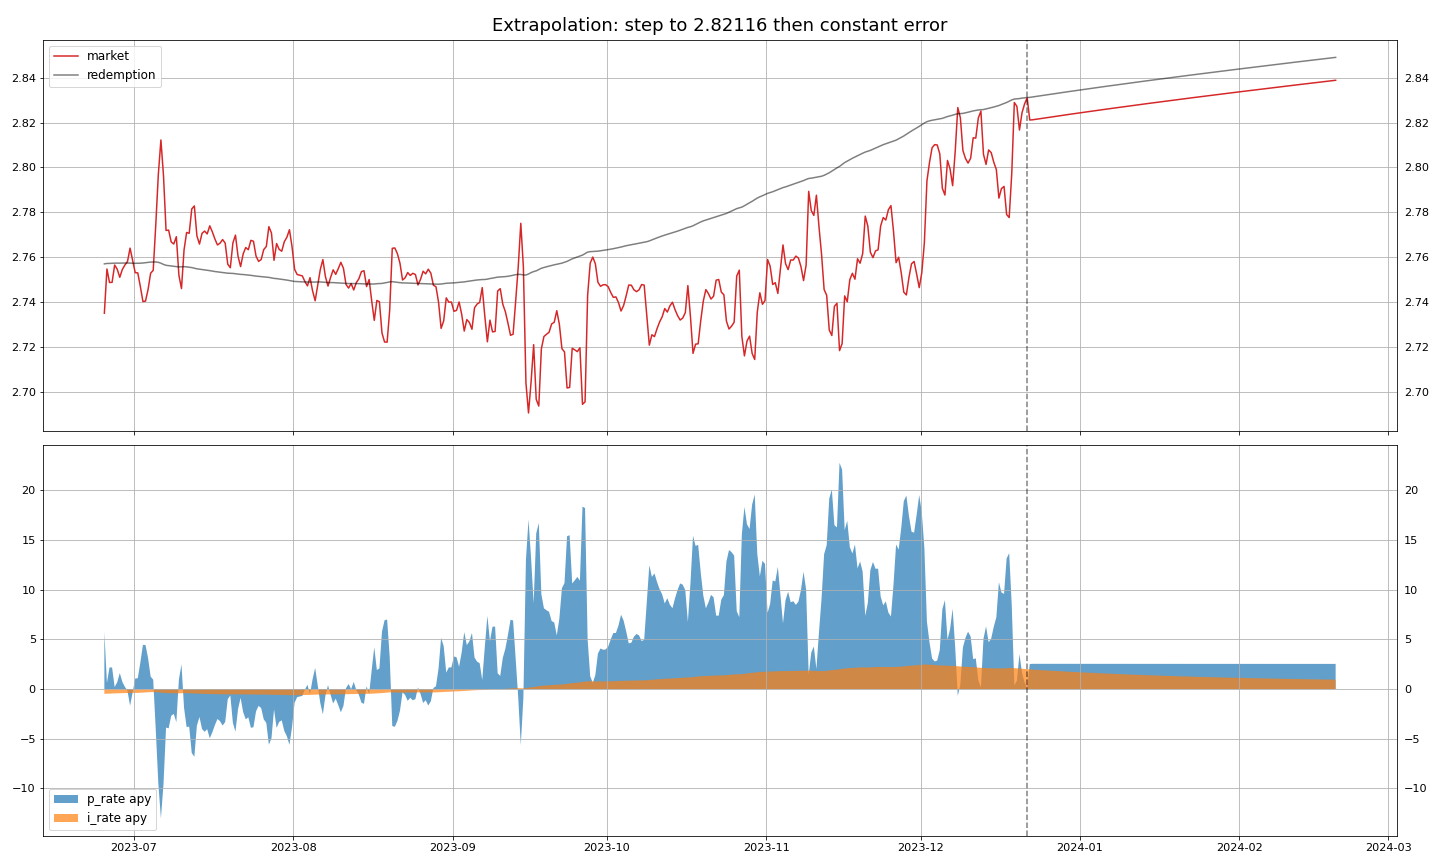 Extrapolation: step to 2.82116 then constant error
market
redemption
2.84 2.84
2.82 2.82
2.80 2.80
2.78 2.78
2.76 2.76
2.74 2.74
2.72 2.72
2.70 2.70
20 20
15 15
10 10
5 5
0 0
−5 −5
−10 −10
p_rate apy
i_rate apy
2023-07 2023-08 2023-09 2023-10 2023-11 2023-12 2024-01 2024-02 2024-03